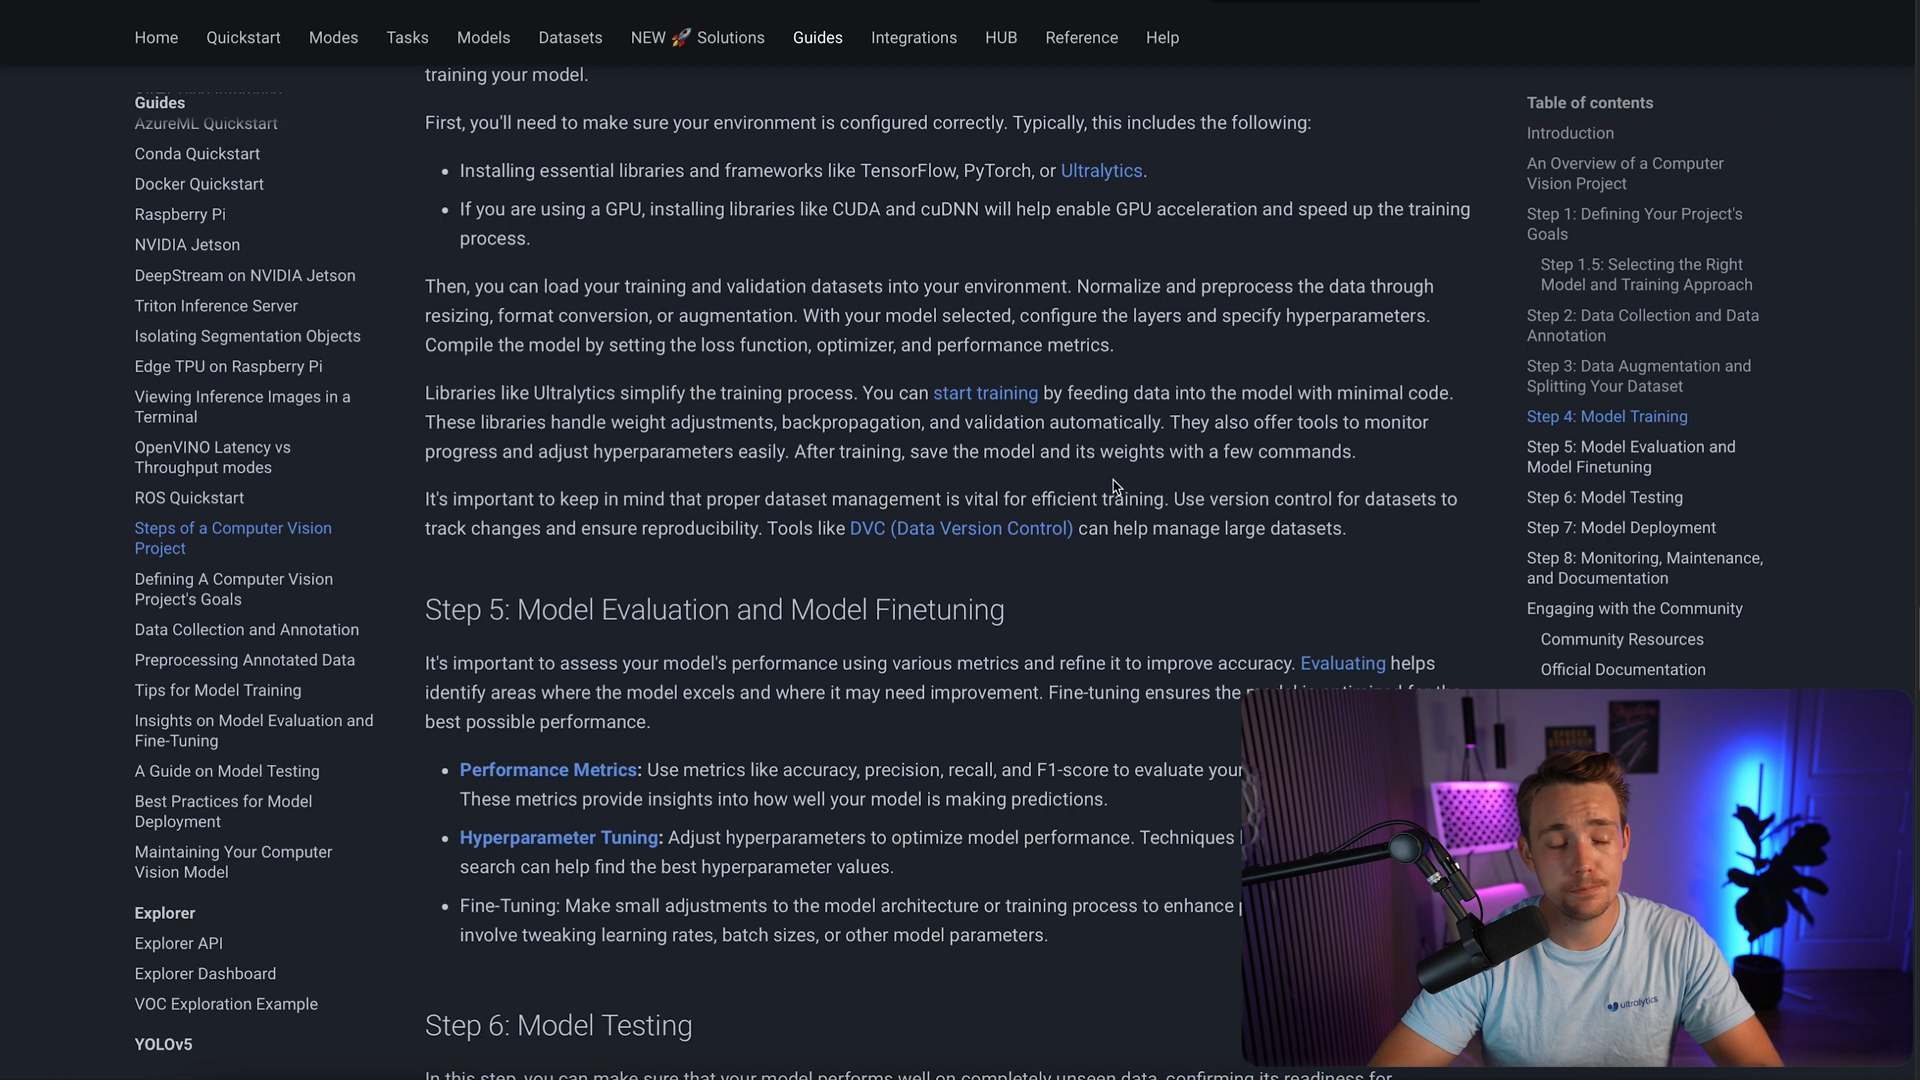 Home Quickstart Modes Tasks Models Datasets NEW 🚀 Solutions Guides Integrations HUB Reference Help
Guides
AzureML Quickstart
Conda Quickstart
Docker Quickstart
Raspberry Pi
NVIDIA Jetson
DeepStream on NVIDIA Jetson
Triton Inference Server
Isolating Segmentation Objects
Edge TPU on Raspberry Pi
Viewing Inference Images in a
Terminal
OpenVINO Latency vs
Throughput modes
ROS Quickstart
Steps of a Computer Vision
Project
Defining A Computer Vision
Project's Goals
Data Collection and Annotation
Preprocessing Annotated Data
Tips for Model Training
Insights on Model Evaluation and
Fine-Tuning
A Guide on Model Testing
Best Practices for Model
Deployment
Maintaining Your Computer
Vision Model
Explorer
Explorer API
Explorer Dashboard
VOC Exploration Example
YOLOv5
training your model.
First, you'll need to make sure your environment is configured correctly. Typically, this includes the following:
• Installing essential libraries and frameworks like TensorFlow, PyTorch, or Ultralytics.
• If you are using a GPU, installing libraries like CUDA and cuDNN will help enable GPU acceleration and speed up the training
process.
Then, you can load your training and validation datasets into your environment. Normalize and preprocess the data through
resizing, format conversion, or augmentation. With your model selected, configure the layers and specify hyperparameters.
Compile the model by setting the loss function, optimizer, and performance metrics.
Libraries like Ultralytics simplify the training process. You can start training by feeding data into the model with minimal code.
These libraries handle weight adjustments, backpropagation, and validation automatically. They also offer tools to monitor
progress and adjust hyperparameters easily. After training, save the model and its weights with a few commands.
It's important to keep in mind that proper dataset management is vital for efficient training. Use version control for datasets to
track changes and ensure reproducibility. Tools like DVC (Data Version Control) can help manage large datasets.
Step 5: Model Evaluation and Model Finetuning
It's important to assess your model's performance using various metrics and refine it to improve accuracy. Evaluating helps
identify areas where the model excels and where it may need improvement. Fine-tuning ensures the
best possible performance.
• Performance Metrics: Use metrics like accuracy, precision, recall, and F1-score to evaluate your
These metrics provide insights into how well your model is making predictions.
• Hyperparameter Tuning: Adjust hyperparameters to optimize model performance. Techniques
search can help find the best hyperparameter values.
• Fine-Tuning: Make small adjustments to the model architecture or training process to enhance
involve tweaking learning rates, batch sizes, or other model parameters.
Step 6: Model Testing
In this step, you can make sure that your model performs well on completely unseen data, confirming its readiness for
Table of contents
Introduction
An Overview of a Computer
Vision Project
Step 1: Defining Your Project's
Goals
Step 1.5: Selecting the Right
Model and Training Approach
Step 2: Data Collection and Data
Annotation
Step 3: Data Augmentation and
Splitting Your Dataset
Step 4: Model Training
Step 5: Model Evaluation and
Model Finetuning
Step 6: Model Testing
Step 7: Model Deployment
Step 8: Monitoring, Maintenance,
and Documentation
Engaging with the Community
Community Resources
Official Documentation
ultralytics